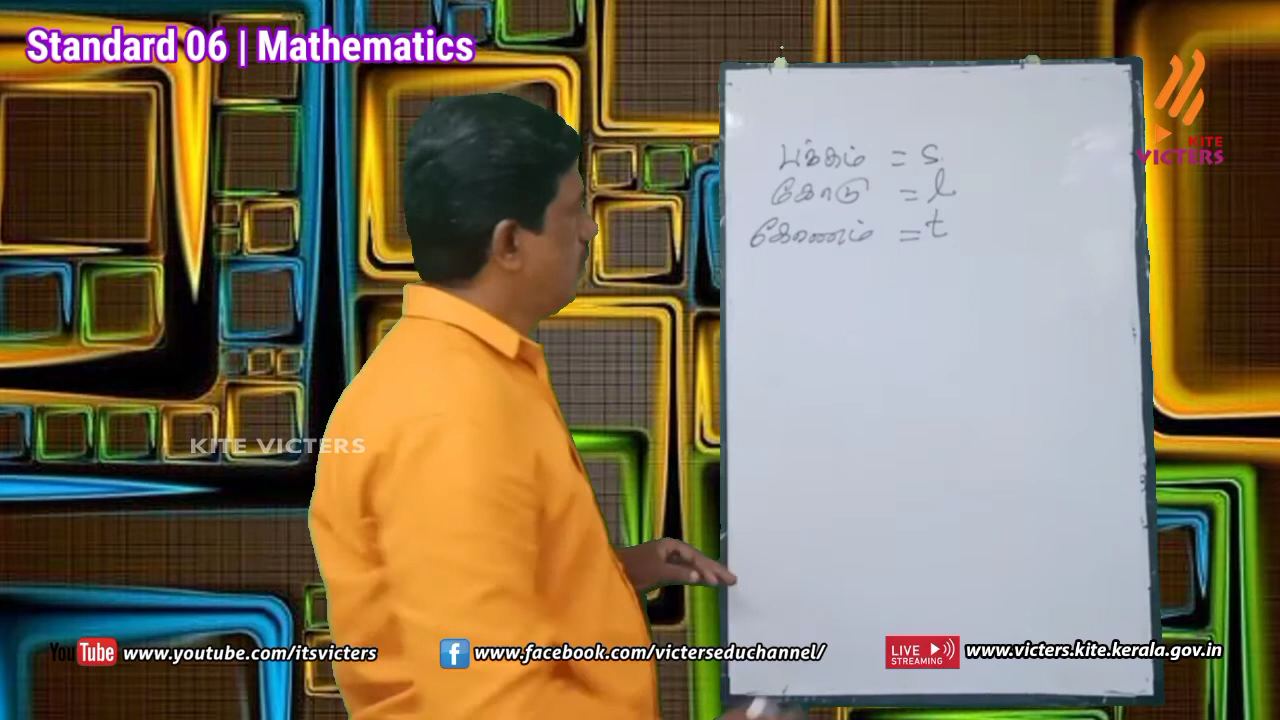 Standard 06 | Mathematics
KITE
VICTERS
பக்கம் = s
கோடு = l
கோணம் = t
KITE VICTERS
YouTube www.youtube.com/itsvicters
f www.facebook.com/victerseduchannel/
LIVE STREAMING www.victers.kite.kerala.gov.in